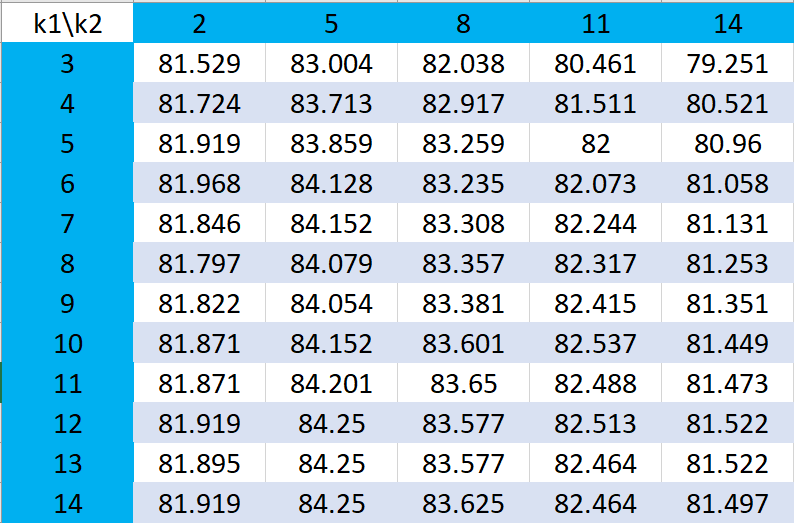 k1\k2 2 5 8 11 14
3 81.529 83.004 82.038 80.461 79.251
4 81.724 83.713 82.917 81.511 80.521
5 81.919 83.859 83.259 82 80.96
6 81.968 84.128 83.235 82.073 81.058
7 81.846 84.152 83.308 82.244 81.131
8 81.797 84.079 83.357 82.317 81.253
9 81.822 84.054 83.381 82.415 81.351
10 81.871 84.152 83.601 82.537 81.449
11 81.871 84.201 83.65 82.488 81.473
12 81.919 84.25 83.577 82.513 81.522
13 81.895 84.25 83.577 82.464 81.522
14 81.919 84.25 83.625 82.464 81.497